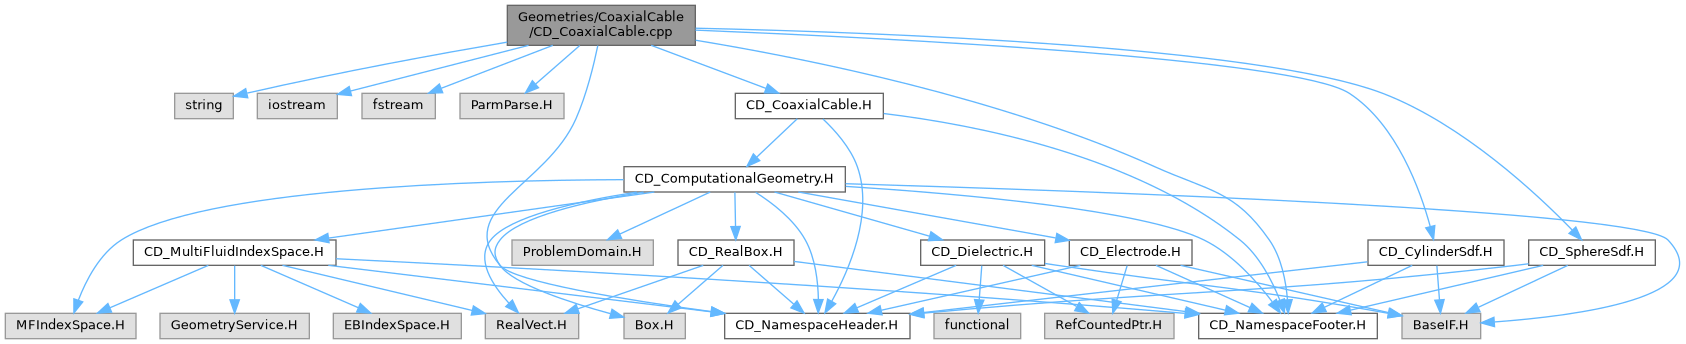 Geometries/CoaxialCable
/CD_CoaxialCable.cpp
string
iostream
fstream
ParmParse.H
CD_CoaxialCable.H
CD_ComputationalGeometry.H
CD_MultiFluidIndexSpace.H
ProblemDomain.H
CD_RealBox.H
CD_Dielectric.H
CD_Electrode.H
CD_CylinderSdf.H
CD_SphereSdf.H
MFIndexSpace.H
GeometryService.H
EBIndexSpace.H
RealVect.H
Box.H
CD_NamespaceHeader.H
functional
RefCountedPtr.H
CD_NamespaceFooter.H
BaseIF.H